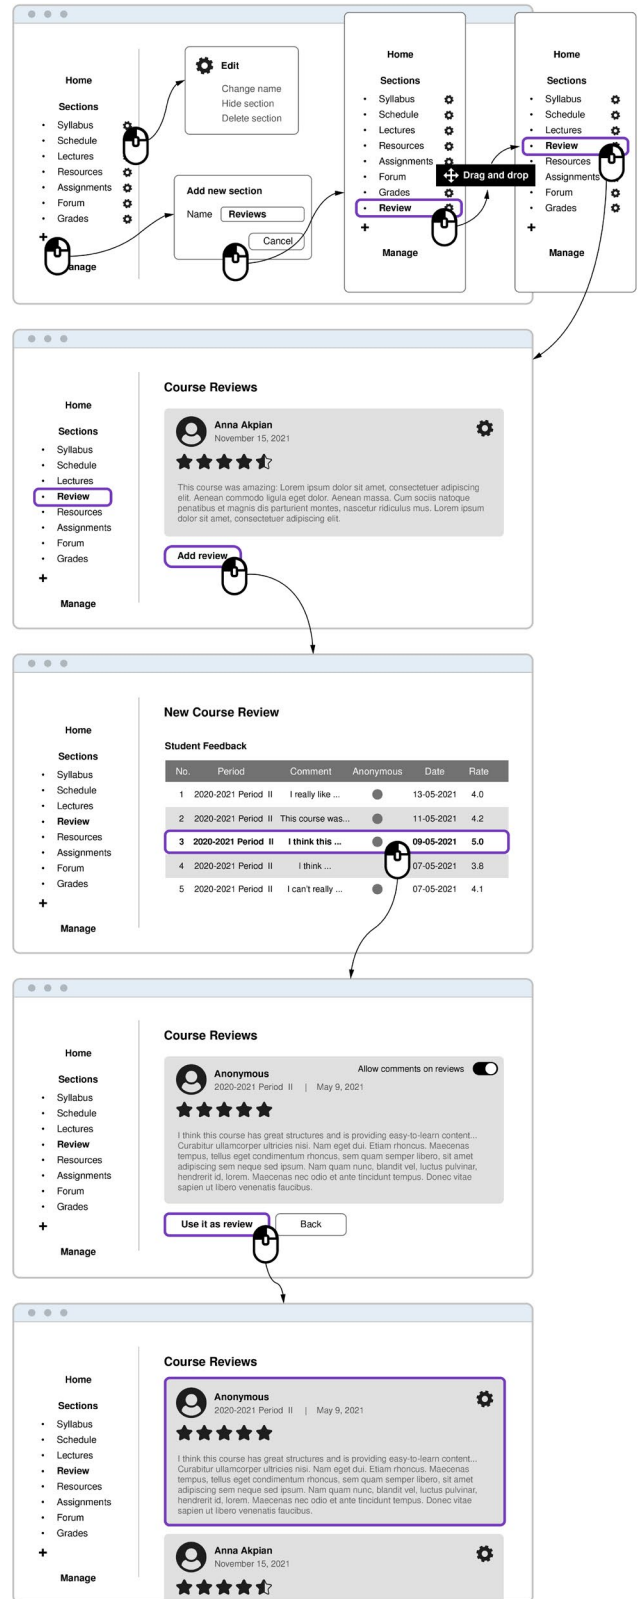 Home
Sections
Syllabus
Schedule
Lectures
Resources
Assignments
Forum
Grades
+
anage
Edit
Change name
Hide section
Delete section
Add new section
Name Reviews
Cancel
Home
Sections
Syllabus
Schedule
Lectures
Resources
Assignments
Forum
Grades
Review
+
Manage
Drag and drop
Home
Sections
Syllabus
Schedule
Lectures
Review
Resources
Assignments
Forum
Grades
+
Manage
Home
Sections
Syllabus
Schedule
Lectures
Review
Resources
Assignments
Forum
Grades
+
Manage
Course Reviews
Anna Akpian
November 15, 2021
This course was amazing: Lorem ipsum dolor sit amet, consectetuer adipiscing
elit. Aenean commodo ligula eget dolor. Aenean massa. Cum sociis natoque
penatibus et magnis dis parturient montes, nascetur ridiculus mus. Lorem ipsum
dolor sit amet, consectetuer adipiscing elit.
Add review
Home
Sections
Syllabus
Schedule
Lectures
Review
Resources
Assignments
Forum
Grades
+
Manage
New Course Review
Student Feedback
No. Period Comment Anonymous Date Rate
1 2020-2021 Period II I really like ... 13-05-2021 4.0
2 2020-2021 Period II This course was... 11-05-2021 4.2
3 2020-2021 Period II I think this ... 09-05-2021 5.0
4 2020-2021 Period II I think ... 07-05-2021 3.8
5 2020-2021 Period II I can't really ... 07-05-2021 4.1
Home
Sections
Syllabus
Schedule
Lectures
Review
Resources
Assignments
Forum
Grades
+
Manage
Course Reviews
Anonymous
2020-2021 Period II | May 9, 2021
Allow comments on reviews
I think this course has great structures and is providing easy-to-learn content...
Curabitur ullamcorper ultricies nisi. Nam eget dui. Etiam rhoncus. Maecenas
tempus, tellus eget condimentum rhoncus, sem quam semper libero, sit amet
adipiscing sem neque sed ipsum. Nam quam nunc, blandit vel, luctus pulvinar,
hendrerit id, lorem. Maecenas nec odio et ante tincidunt tempus. Donec vitae
sapien ut libero venenatis faucibus.
Use it as review
Back
Home
Sections
Syllabus
Schedule
Lectures
Review
Resources
Assignments
Forum
Grades
+
Manage
Course Reviews
Anonymous
2020-2021 Period II | May 9, 2021
I think this course has great structures and is providing easy-to-learn content...
Curabitur ullamcorper ultricies nisi. Nam eget dui. Etiam rhoncus. Maecenas
tempus, tellus eget condimentum rhoncus, sem quam semper libero, sit amet
adipiscing sem neque sed ipsum. Nam quam nunc, blandit vel, luctus pulvinar,
hendrerit id, lorem. Maecenas nec odio et ante tincidunt tempus. Donec vitae
sapien ut libero venenatis faucibus.
Anna Akpian
November 15, 2021